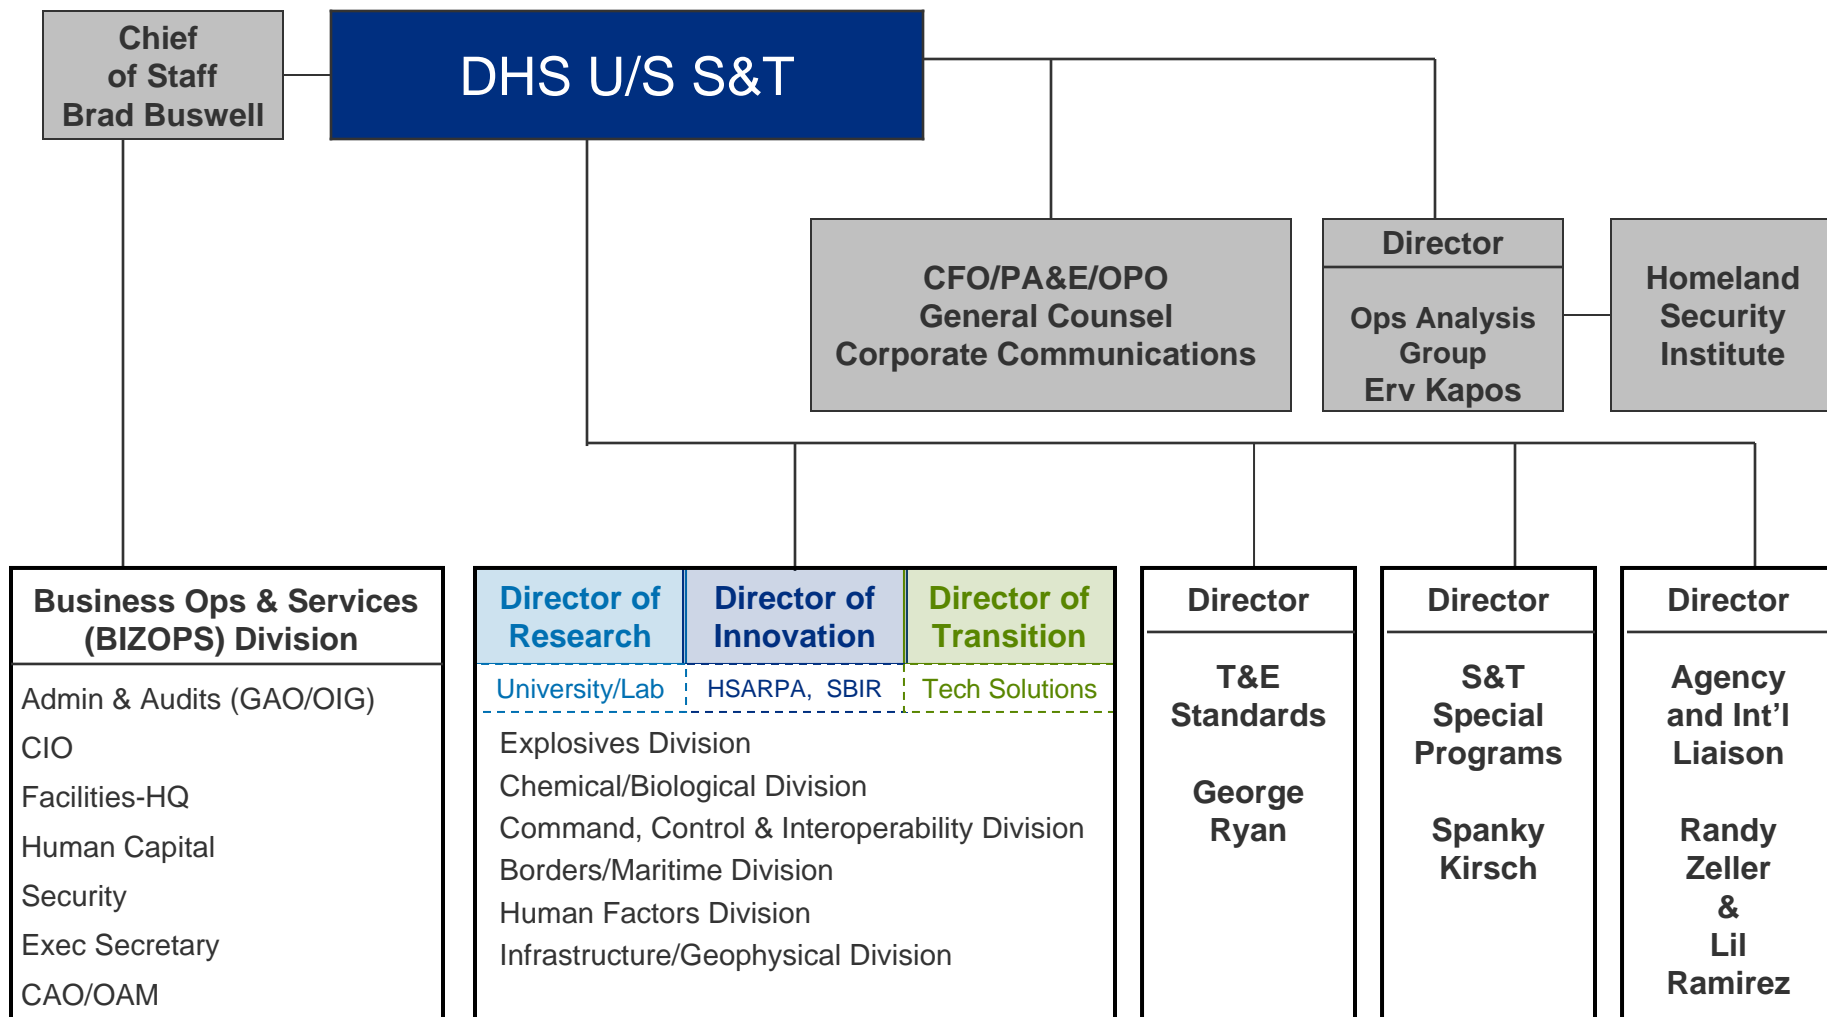 Chief
of Staff
Brad Buswell
DHS U/S S&T
CFO/PA&E/OPO
General Counsel
Corporate Communications
Director
Ops Analysis
Group
Erv Kapos
Homeland
Security
Institute
Business Ops & Services
(BIZOPS) Division
Admin & Audits (GAO/OIG)
CIO
Facilities-HQ
Human Capital
Security
Exec Secretary
CAO/OAM
Director of
Research
University/Lab
Director of
Innovation
HSARPA, SBIR
Director of
Transition
Tech Solutions
Explosives Division
Chemical/Biological Division
Command, Control & Interoperability Division
Borders/Maritime Division
Human Factors Division
Infrastructure/Geophysical Division
Director
T&E
Standards
George
Ryan
Director
S&T
Special
Programs
Spanky
Kirsch
Director
Agency
and Int’l
Liaison
Randy
Zeller
&
Lil
Ramirez